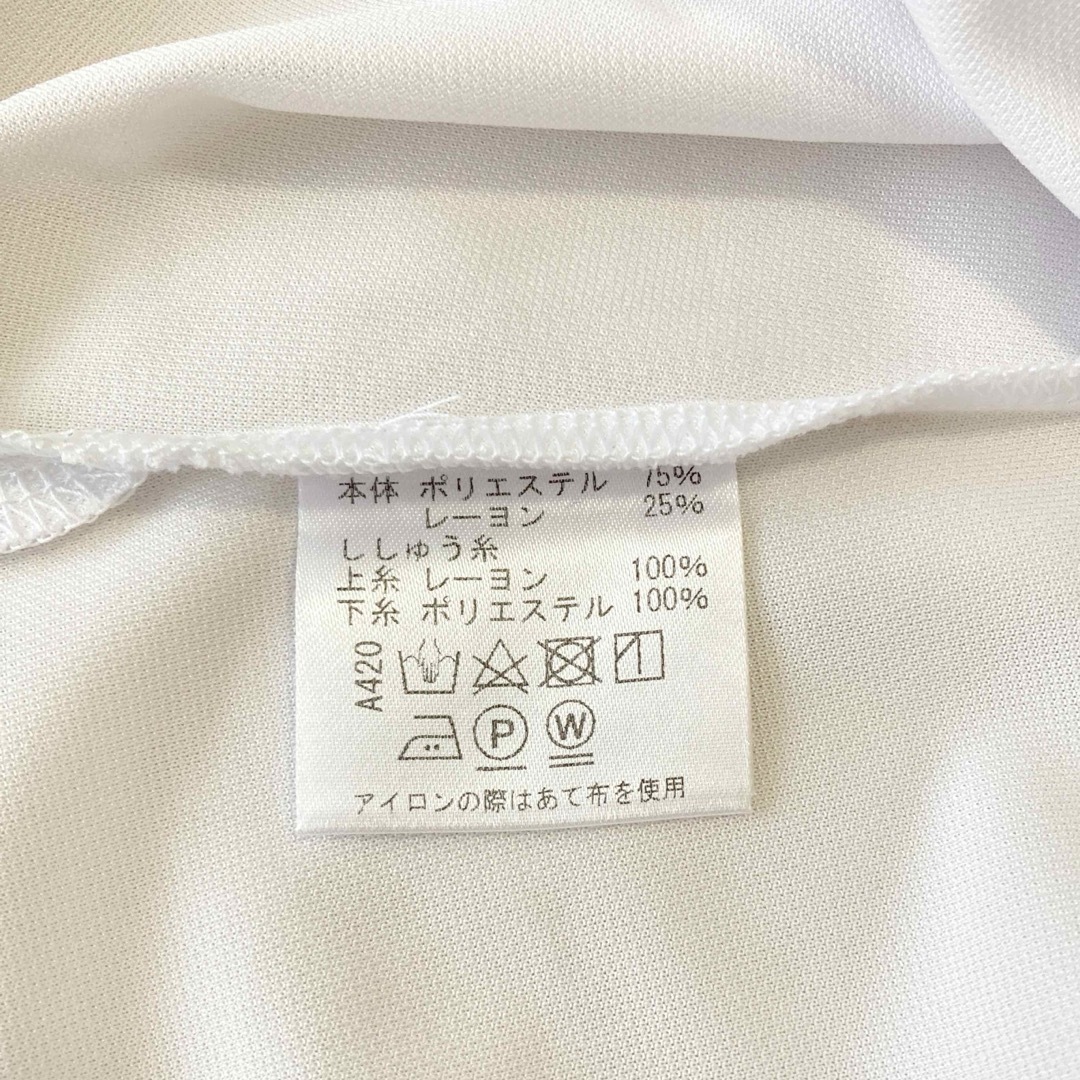 本体 ポリエステル 75%
レーヨン 25%
ししゅう糸
上糸 レーヨン 100%
下糸 ポリエステル 100%
A420
P W
アイロンの際はあて布を使用